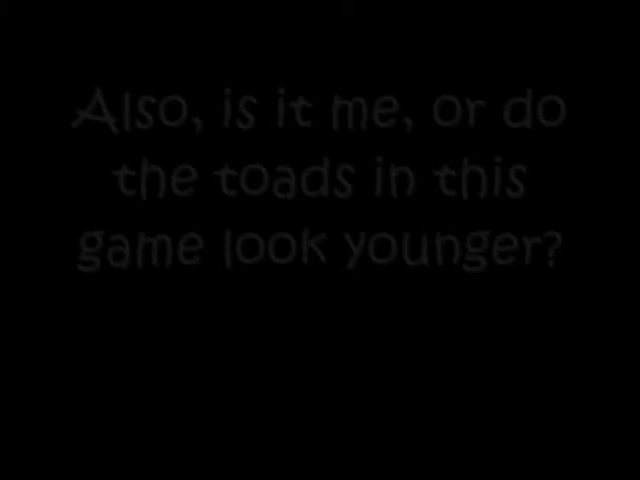 Also, is it me, or do
the toads in this
game look younger?